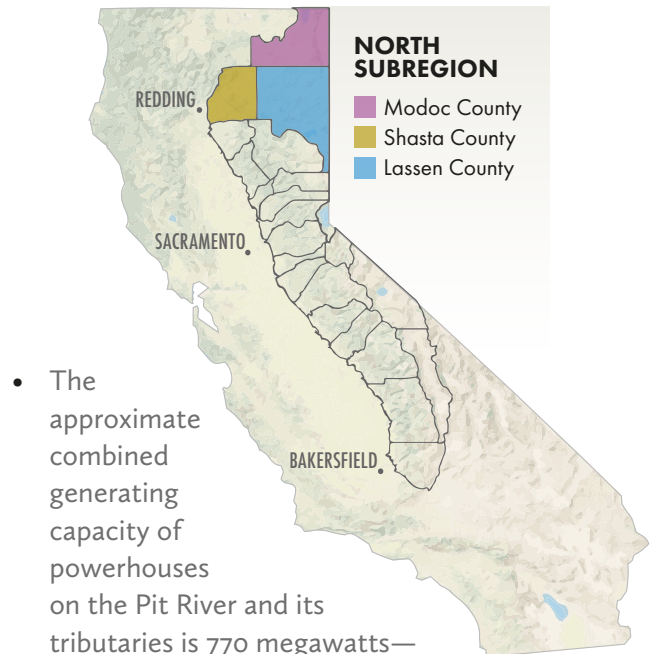 NORTH
SUBREGION
Modoc County
Shasta County
Lassen County
REDDING
SACRAMENTO
BAKERSFIELD
• The
approximate
combined
generating
capacity of
powerhouses
on the Pit River and its
tributaries is 770 megawatts—